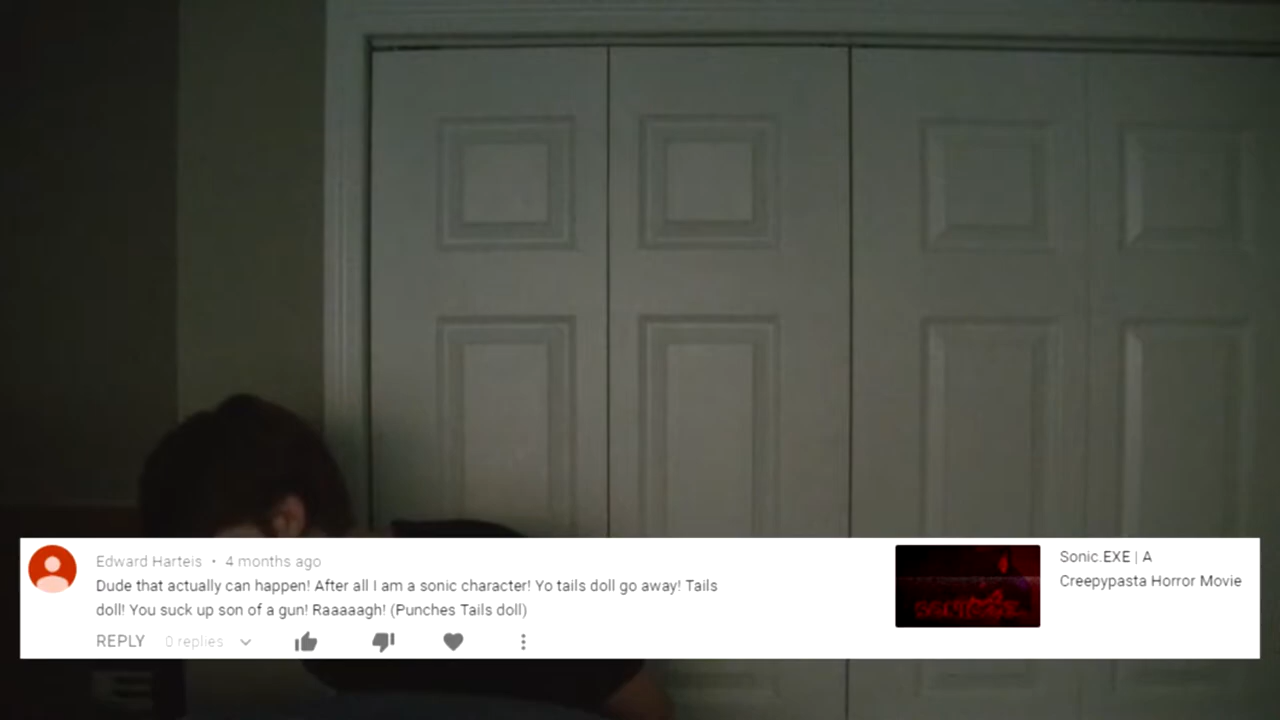 Edward Harteis • 4 months ago
Dude that actually can happen! After all I am a sonic character! Yo tails doll go away! Tails
doll! You suck up son of a gun! Raaaaagh! (Punches Tails doll)
REPLY 0 replies
Sonic.EXE | A
Creepypasta Horror Movie